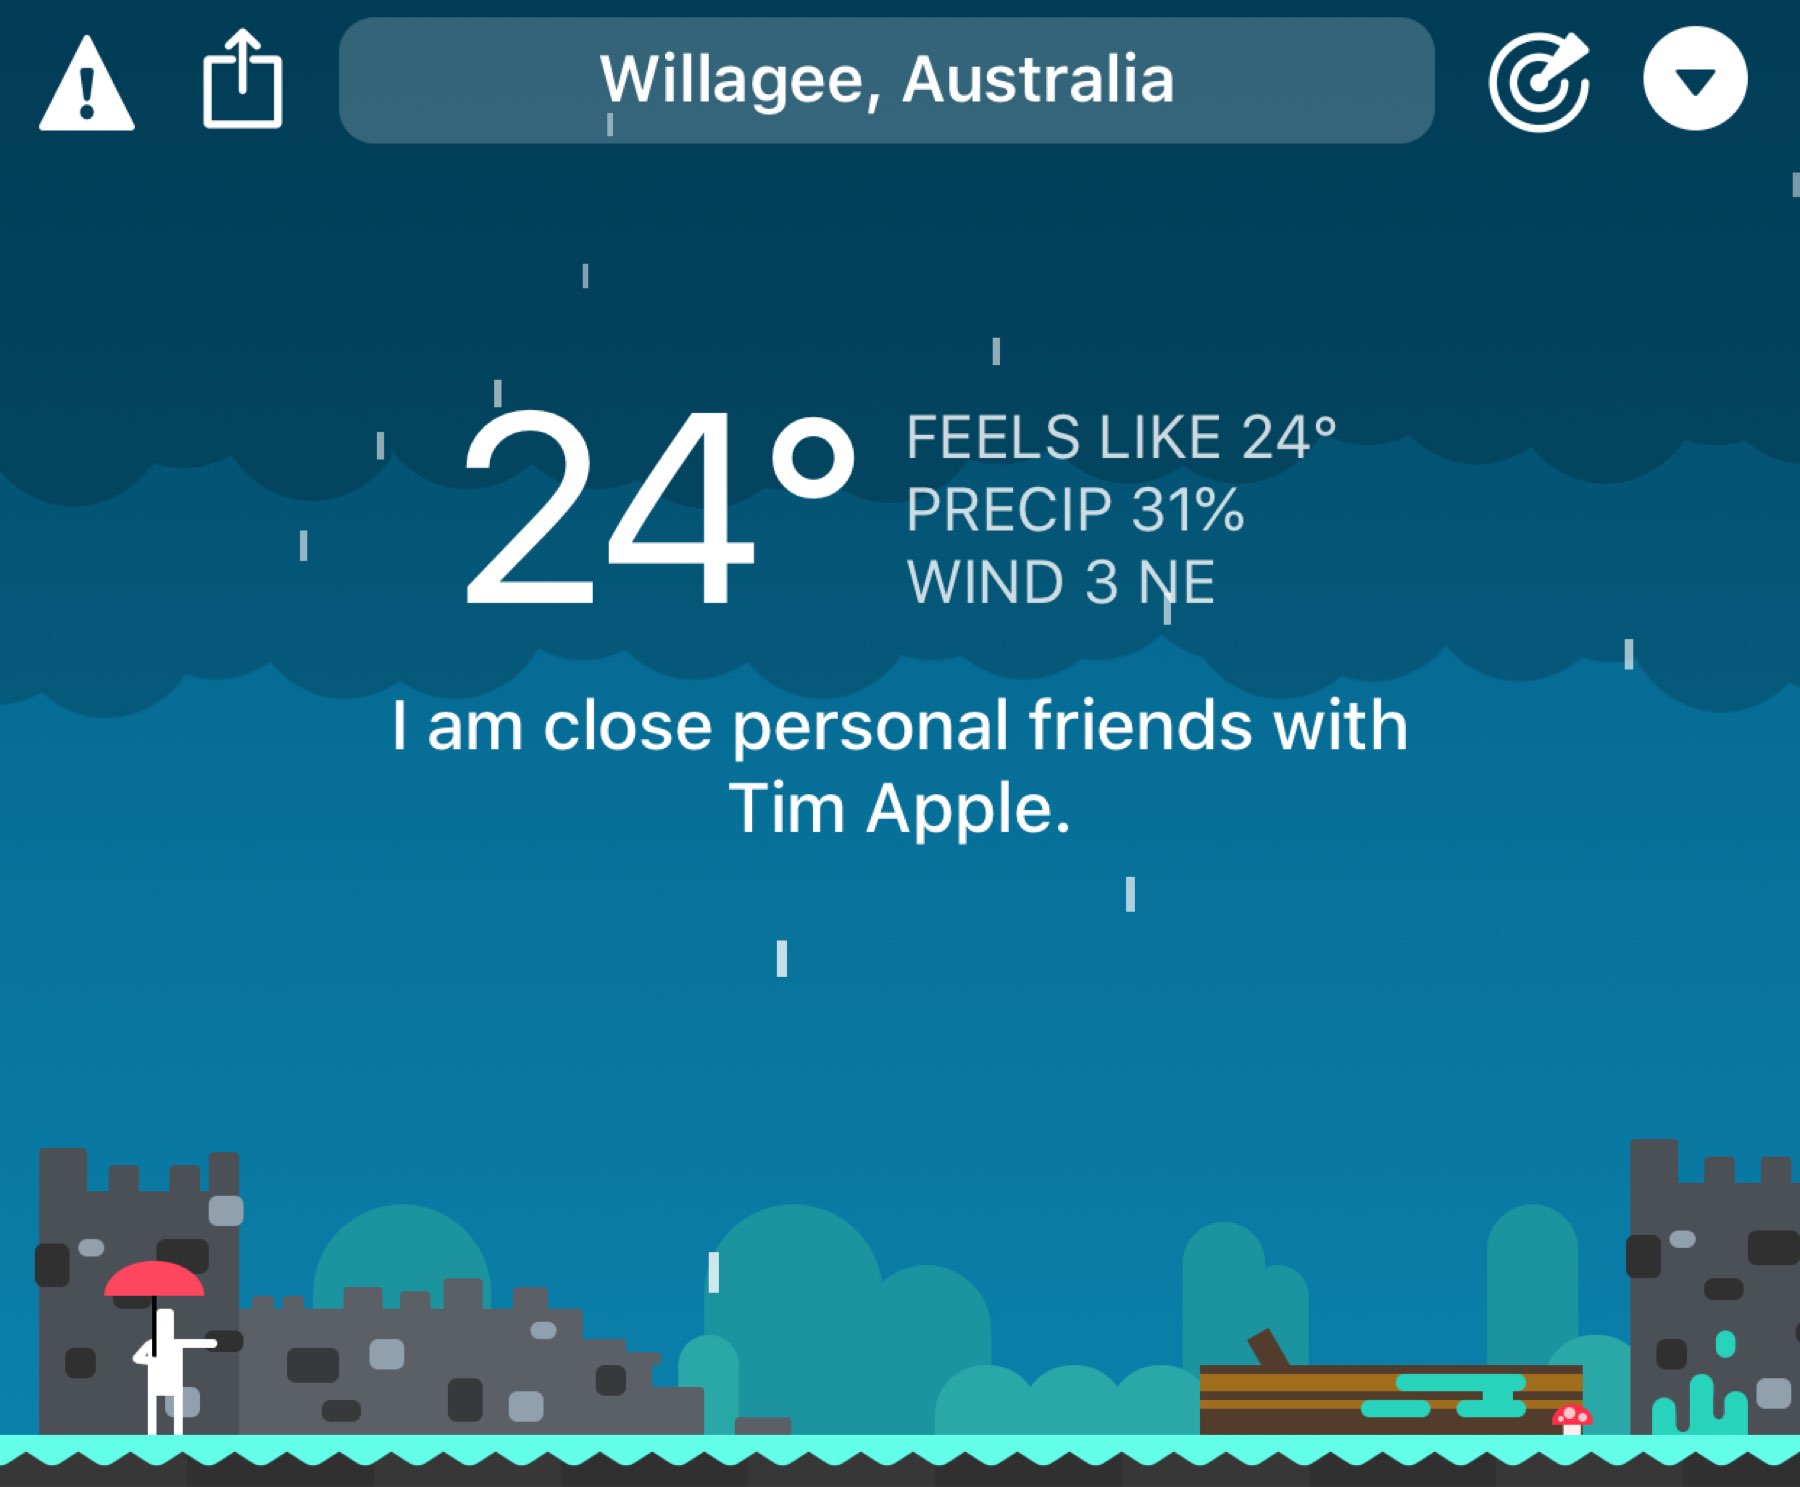 Willagee, Australia
24°
FEELS LIKE 24°
PRECIP 31%
WIND 3 NE
I am close personal friends with
Tim Apple.